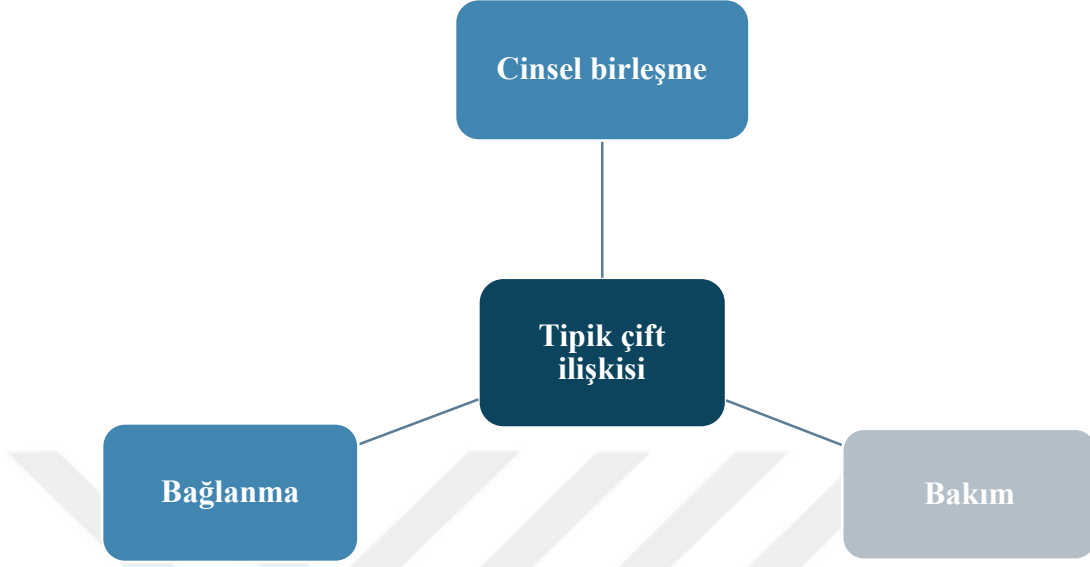 Cinsel birleşme
Tipik çift
ilişkisi
Bağlanma
Bakım